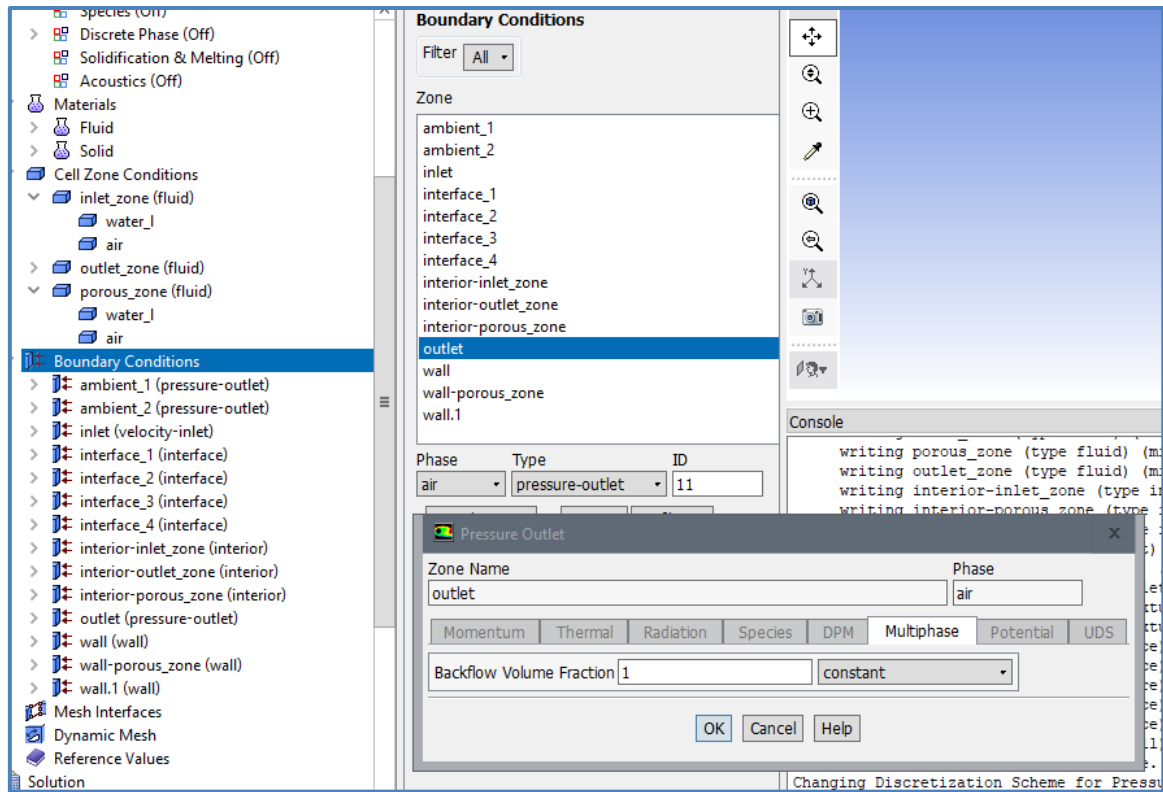 Species (Off)
Discrete Phase (Off)
Solidification & Melting (Off)
Acoustics (Off)
Materials
Fluid
Solid
Cell Zone Conditions
inlet_zone (fluid)
water_l
air
outlet_zone (fluid)
porous_zone (fluid)
water_l
air
Boundary Conditions
ambient_1 (pressure-outlet)
ambient_2 (pressure-outlet)
inlet (velocity-inlet)
interface_1 (interface)
interface_2 (interface)
interface_3 (interface)
interface_4 (interface)
interior-inlet_zone (interior)
interior-outlet_zone (interior)
interior-porous_zone (interior)
outlet (pressure-outlet)
wall (wall)
wall-porous_zone (wall)
wall.1 (wall)
Mesh Interfaces
Dynamic Mesh
Reference Values
Solution
Boundary Conditions
Filter All
Zone
ambient_1
ambient_2
inlet
interface_1
interface_2
interface_3
interface_4
interior-inlet_zone
interior-outlet_zone
interior-porous_zone
outlet
wall
wall-porous_zone
wall.1
Phase Type ID
air pressure-outlet 11
Console
writing porous_zone (type fluid)
writing outlet_zone (type fluid)
writing interior-inlet_zone (type
writing interior-porous_zone (type
Pressure Outlet x
Zone Name Phase
outlet air
Momentum Thermal Radiation Species DPM Multiphase Potential UDS
Backflow Volume Fraction 1 constant
OK Cancel Help
Changing Discretization Scheme for